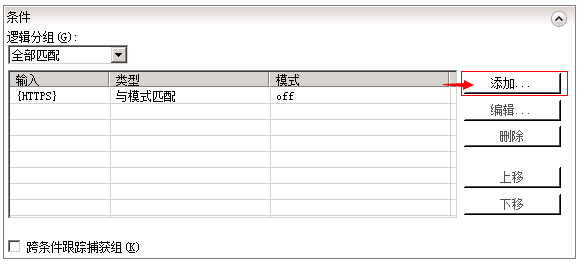 条件
逻辑分组(G):
全部匹配
输入 类型 模式
{HTTPS} 与模式匹配 off
添加...
编辑...
删除
上移
下移
跨条件跟踪捕获组(K)